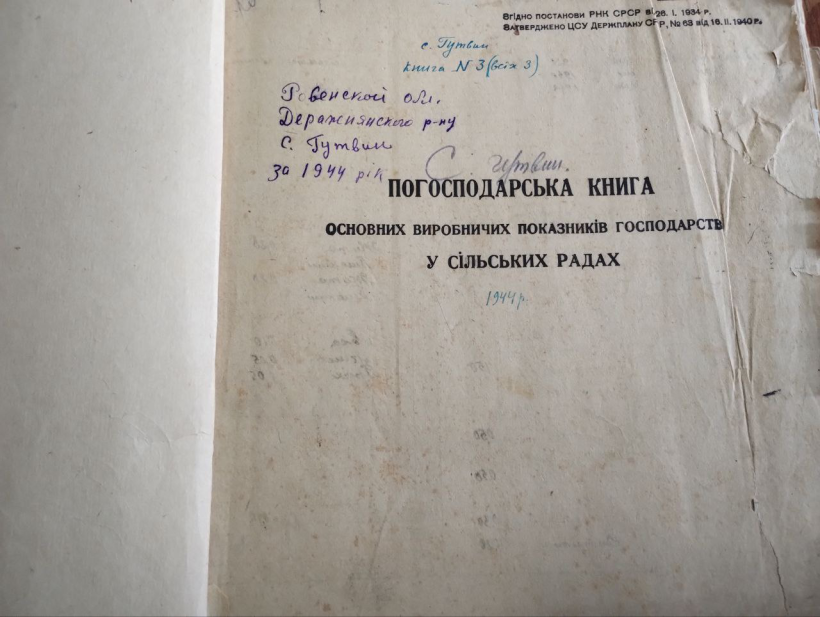 Згідно постанови РНК СРСР від 26. I. 1934 р.
Затверджено ЦСУ Держплану СРСР, № 63 від 16. II. 1940 р.
с. Гутвин
книга N 3 (всіх 3)
Ровенской обл.
Деражнянского р-ну
С. Гутвин
за 1944 рік
С. Гутвин.
ПОГОСПОДАРСЬКА КНИГА
ОСНОВНИХ ВИРОБНИЧИХ ПОКАЗНИКІВ ГОСПОДАРСТВ
У СІЛЬСЬКИХ РАДАХ
1944 р.